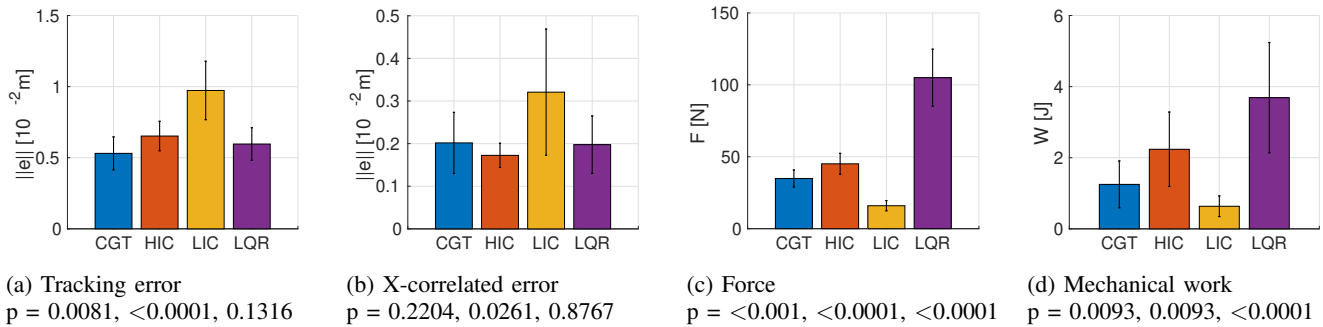 1.5
1
0.5
0
||e|| [10 -2 m]
CGT HIC LIC LQR
0.5
0.4
0.3
0.2
0.1
0
||e|| [10 -2 m]
CGT HIC LIC LQR
150
100
50
0
F [N]
CGT HIC LIC LQR
6
4
2
0
W [J]
CGT HIC LIC LQR
(a) Tracking error
p = 0.0081, <0.0001, 0.1316
(b) X-correlated error
p = 0.2204, 0.0261, 0.8767
(c) Force
p = <0.001, <0.0001, <0.0001
(d) Mechanical work
p = 0.0093, 0.0093, <0.0001